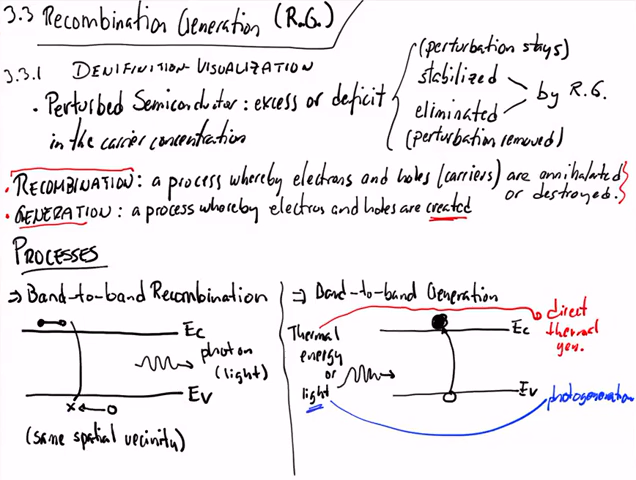 3.3 Recombination Generation (R.G.)
3.3.1 Denifinition-Visualization
• Perturbed Semiconductor: excess or deficit
in the carrier concentration
(perturbation stays)
stabilized
eliminated
(perturbation removed)
by R.G.
• RECOMBINATION: a process whereby electrons and holes (carriers) are annihalated
or destroyed.
• GENERATION: a process whereby electrus and holes are created
PROCESSES
⇒ Band-to-band Recombination
Ec
photon
(light)
Ev
x ← o
(same spatial vecinity)
⇒ Band-to-band Generation
Thermal
energy
or
light
Ec
Ev
direct
thermal
gen.
photogeneration